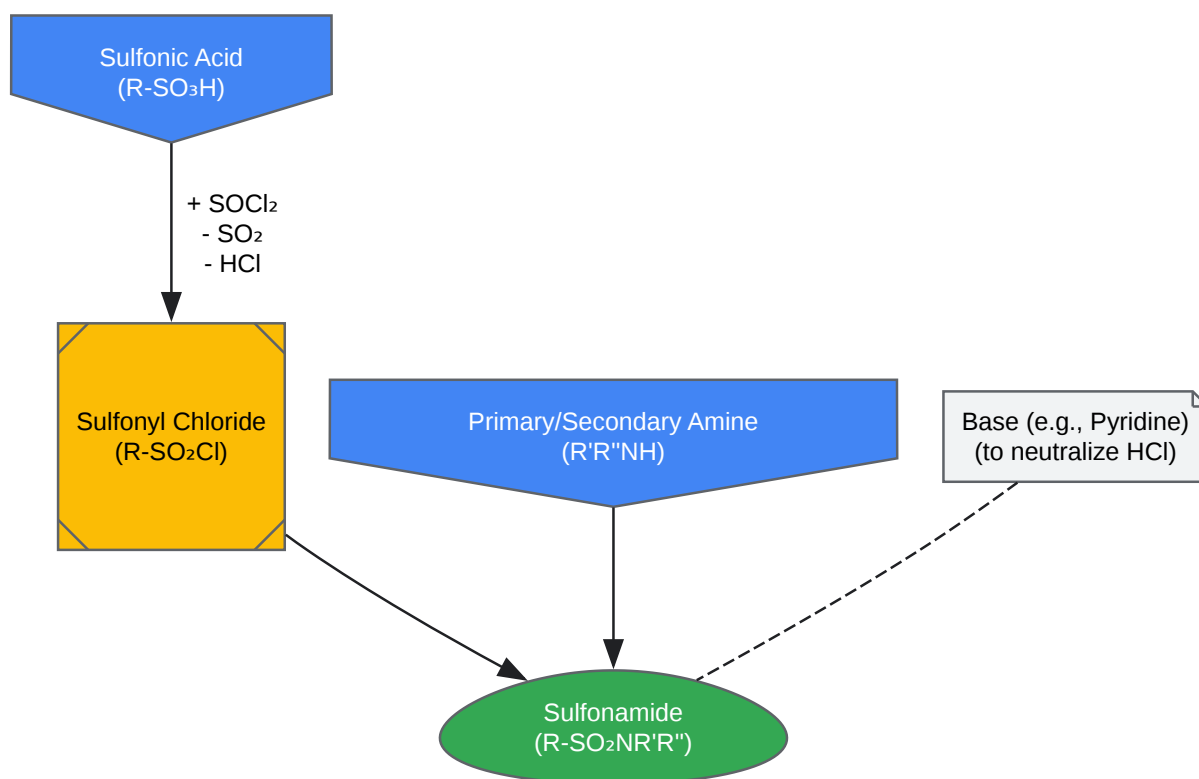 Sulfonic Acid
(R-SO₃H)
+ SOCl₂
- SO₂
- HCl
Sulfonyl Chloride
(R-SO₂Cl)
Primary/Secondary Amine
(R'R"NH)
Base (e.g., Pyridine)
(to neutralize HCl)
Sulfonamide
(R-SO₂NR'R")